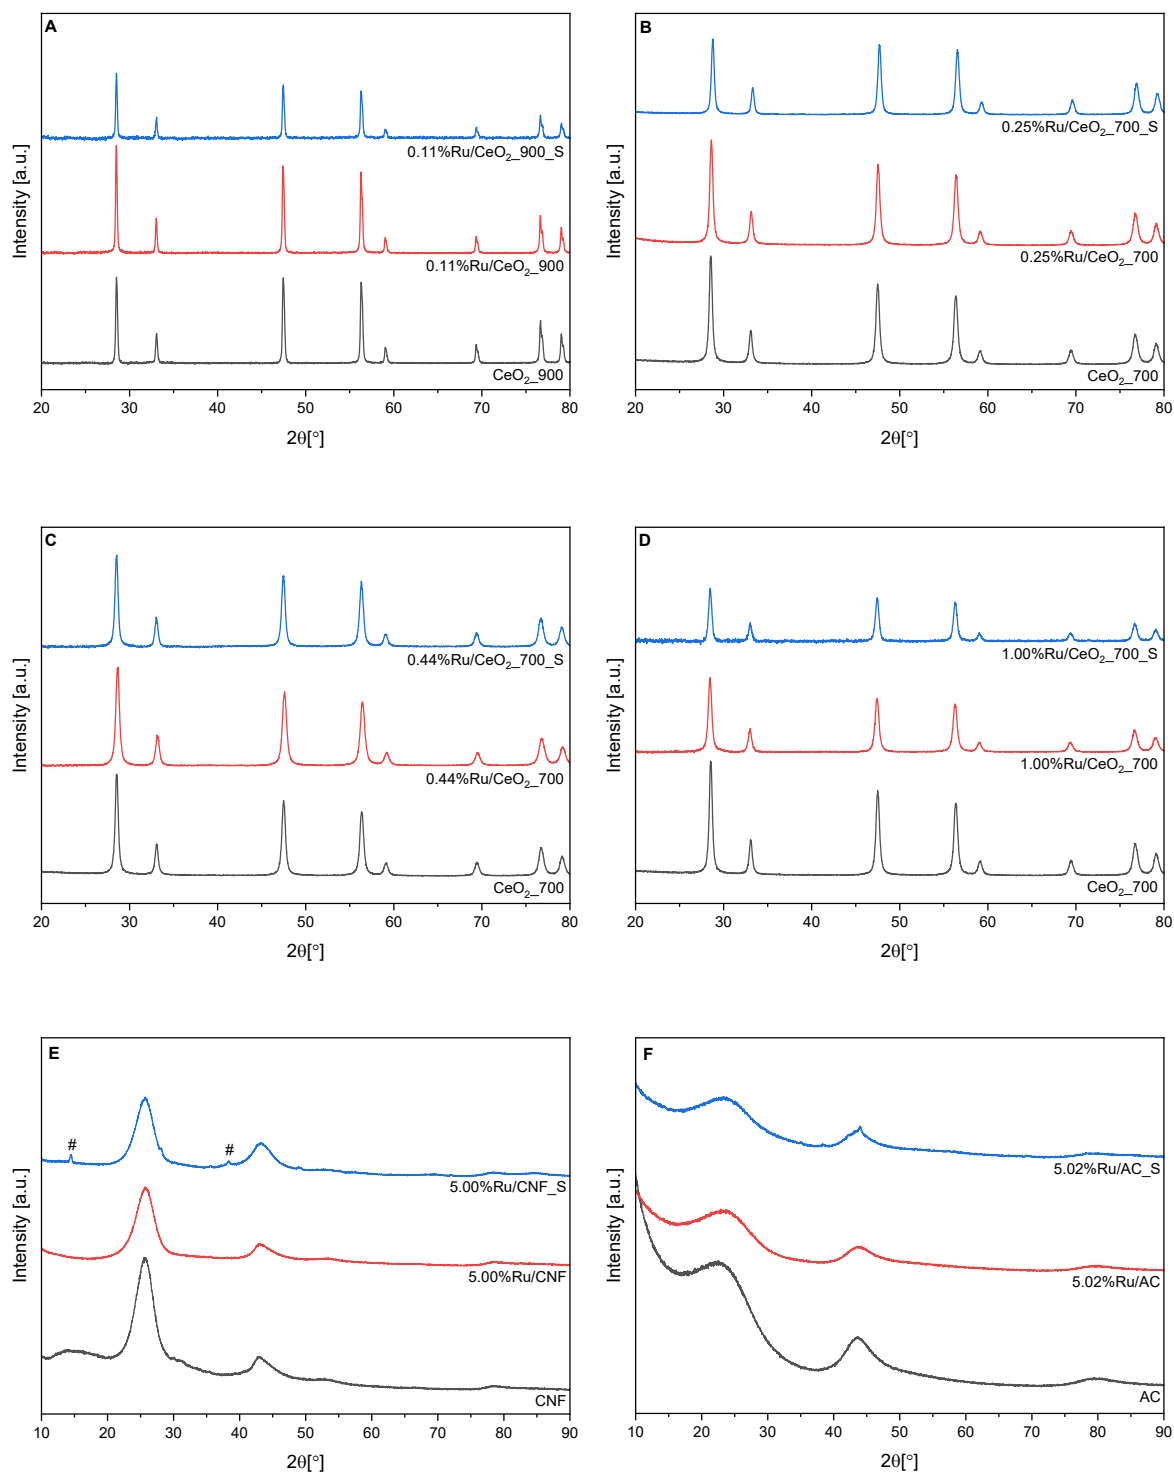 A
Intensity [a.u.]
0.11%Ru/CeO₂_900_S
0.11%Ru/CeO₂_900
CeO₂_900
20 30 40 50 60 70 80
2θ[°]
B
Intensity [a.u.]
0.25%Ru/CeO₂_700_S
0.25%Ru/CeO₂_700
CeO₂_700
20 30 40 50 60 70 80
2θ[°]
C
Intensity [a.u.]
0.44%Ru/CeO₂_700_S
0.44%Ru/CeO₂_700
CeO₂_700
20 30 40 50 60 70 80
2θ[°]
D
Intensity [a.u.]
1.00%Ru/CeO₂_700_S
1.00%Ru/CeO₂_700
CeO₂_700
20 30 40 50 60 70 80
2θ[°]
E
Intensity [a.u.]
# #
5.00%Ru/CNF_S
5.00%Ru/CNF
CNF
10 20 30 40 50 60 70 80 90
2θ[°]
F
Intensity [a.u.]
5.02%Ru/AC_S
5.02%Ru/AC
AC
10 20 30 40 50 60 70 80 90
2θ[°]